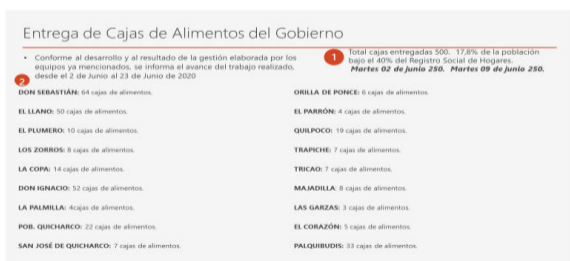 Entrega de Cajas de Alimentos del Gobierno
• Conforme al desarrollo y al resultado de la gestión elaborada por los
equipos ya mencionados, se informa el avance del trabajo realizado,
desde el 2 de Junio al 23 de Junio de 2020
1
Total cajas entregadas 500. 17,8% de la población
bajo el 40% del Registro Social de Hogares.
Martes 02 de Junio 250. Martes 09 de Junio 250.
2
DON SEBASTIÁN: 64 cajas de alimentos.
EL LLANO: 50 cajas de alimentos.
EL PLUMERO: 10 cajas de alimentos.
LOS ZORROS: 8 cajas de alimentos.
LA COPA: 14 cajas de alimentos.
DON IGNACIO: 52 cajas de alimentos.
LA PALMILLA: 4cajas de alimentos.
POB. QUICHARCO: 22 cajas de alimentos.
SAN JOSÉ DE QUICHARCO: 7 cajas de alimentos.
ORILLA DE PONCE: 6 cajas de alimentos.
EL PARRÓN: 4 cajas de alimentos.
QUILPOCO: 19 cajas de alimentos.
TRAPICHE: 7 cajas de alimentos.
TRICAO: 7 cajas de alimentos.
MAJADILLA: 8 cajas de alimentos.
LAS GARZAS: 3 cajas de alimentos.
EL CORAZÓN: 5 cajas de alimentos.
PALQUIBUDIS: 33 cajas de alimentos.